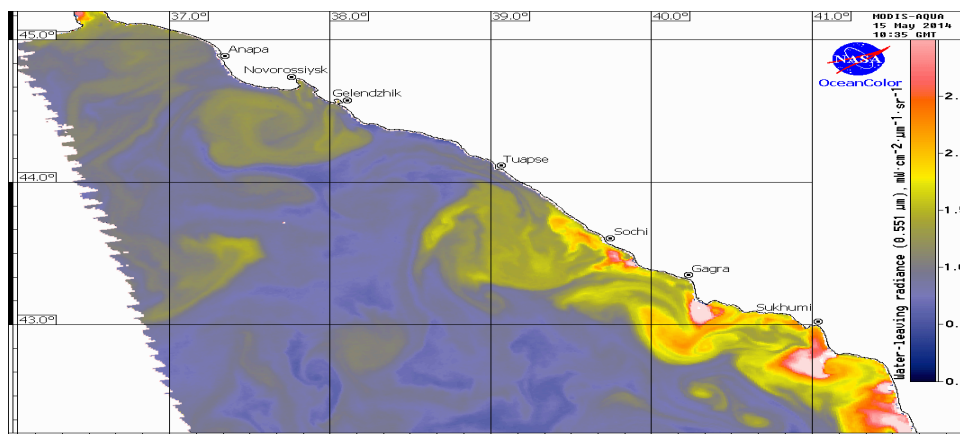 37.0°
38.0°
39.0°
40.0°
41.0°
MODIS-AQUA
15 May 2014
10:35 GMT
45.0°
Anapa
NASA
Novorossiysk
OceanColor
Gelendzhik
Tuapse
44.0°
Sochi
Gagra
Sukhumi
43.0°
Water-leaving radiance (0.551 µm), mW·cm-2·µm-1·sr-1